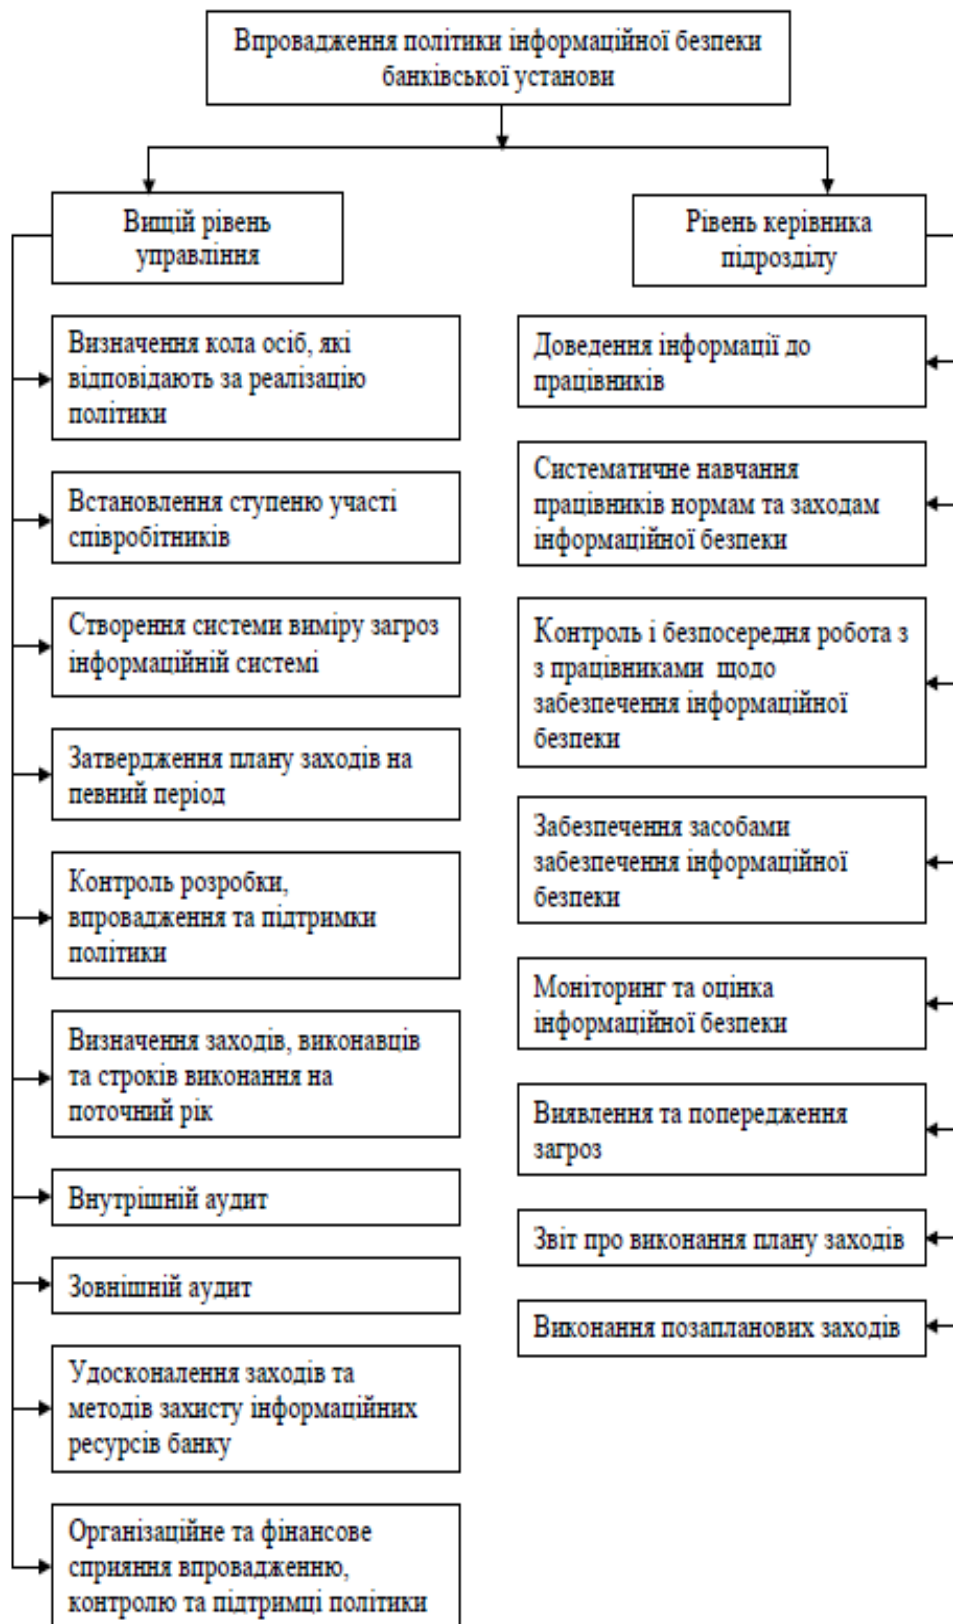 Впровадження політики інформаційної безпеки
банківської установи
Вищій рівень
управління
Рівень керівника
підрозділу
Визначення кола осіб, які
відповідають за реалізацію
політики
Встановлення ступеню участі
співробітників
Створення системи виміру загроз
інформаційній системі
Затвердження плану заходів на
певний період
Контроль розробки,
впровадження та підтримки
політики
Визначення заходів, виконавців
та строків виконання на
поточний рік
Внутрішній аудит
Зовнішній аудит
Удосконалення заходів та
методів захисту інформаційних
ресурсів банку
Організаційне та фінансове
сприяння впровадженню,
контролю та підтримці політики
Доведення інформації до
працівників
Систематичне навчання
працівників нормам та заходам
інформаційної безпеки
Контроль і безпосередня робота з
з працівниками щодо
забезпечення інформаційної
безпеки
Забезпечення засобами
забезпечення інформаційної
безпеки
Моніторинг та оцінка
інформаційної безпеки
Виявлення та попередження
загроз
Звіт про виконання плану заходів
Виконання позапланових заходів